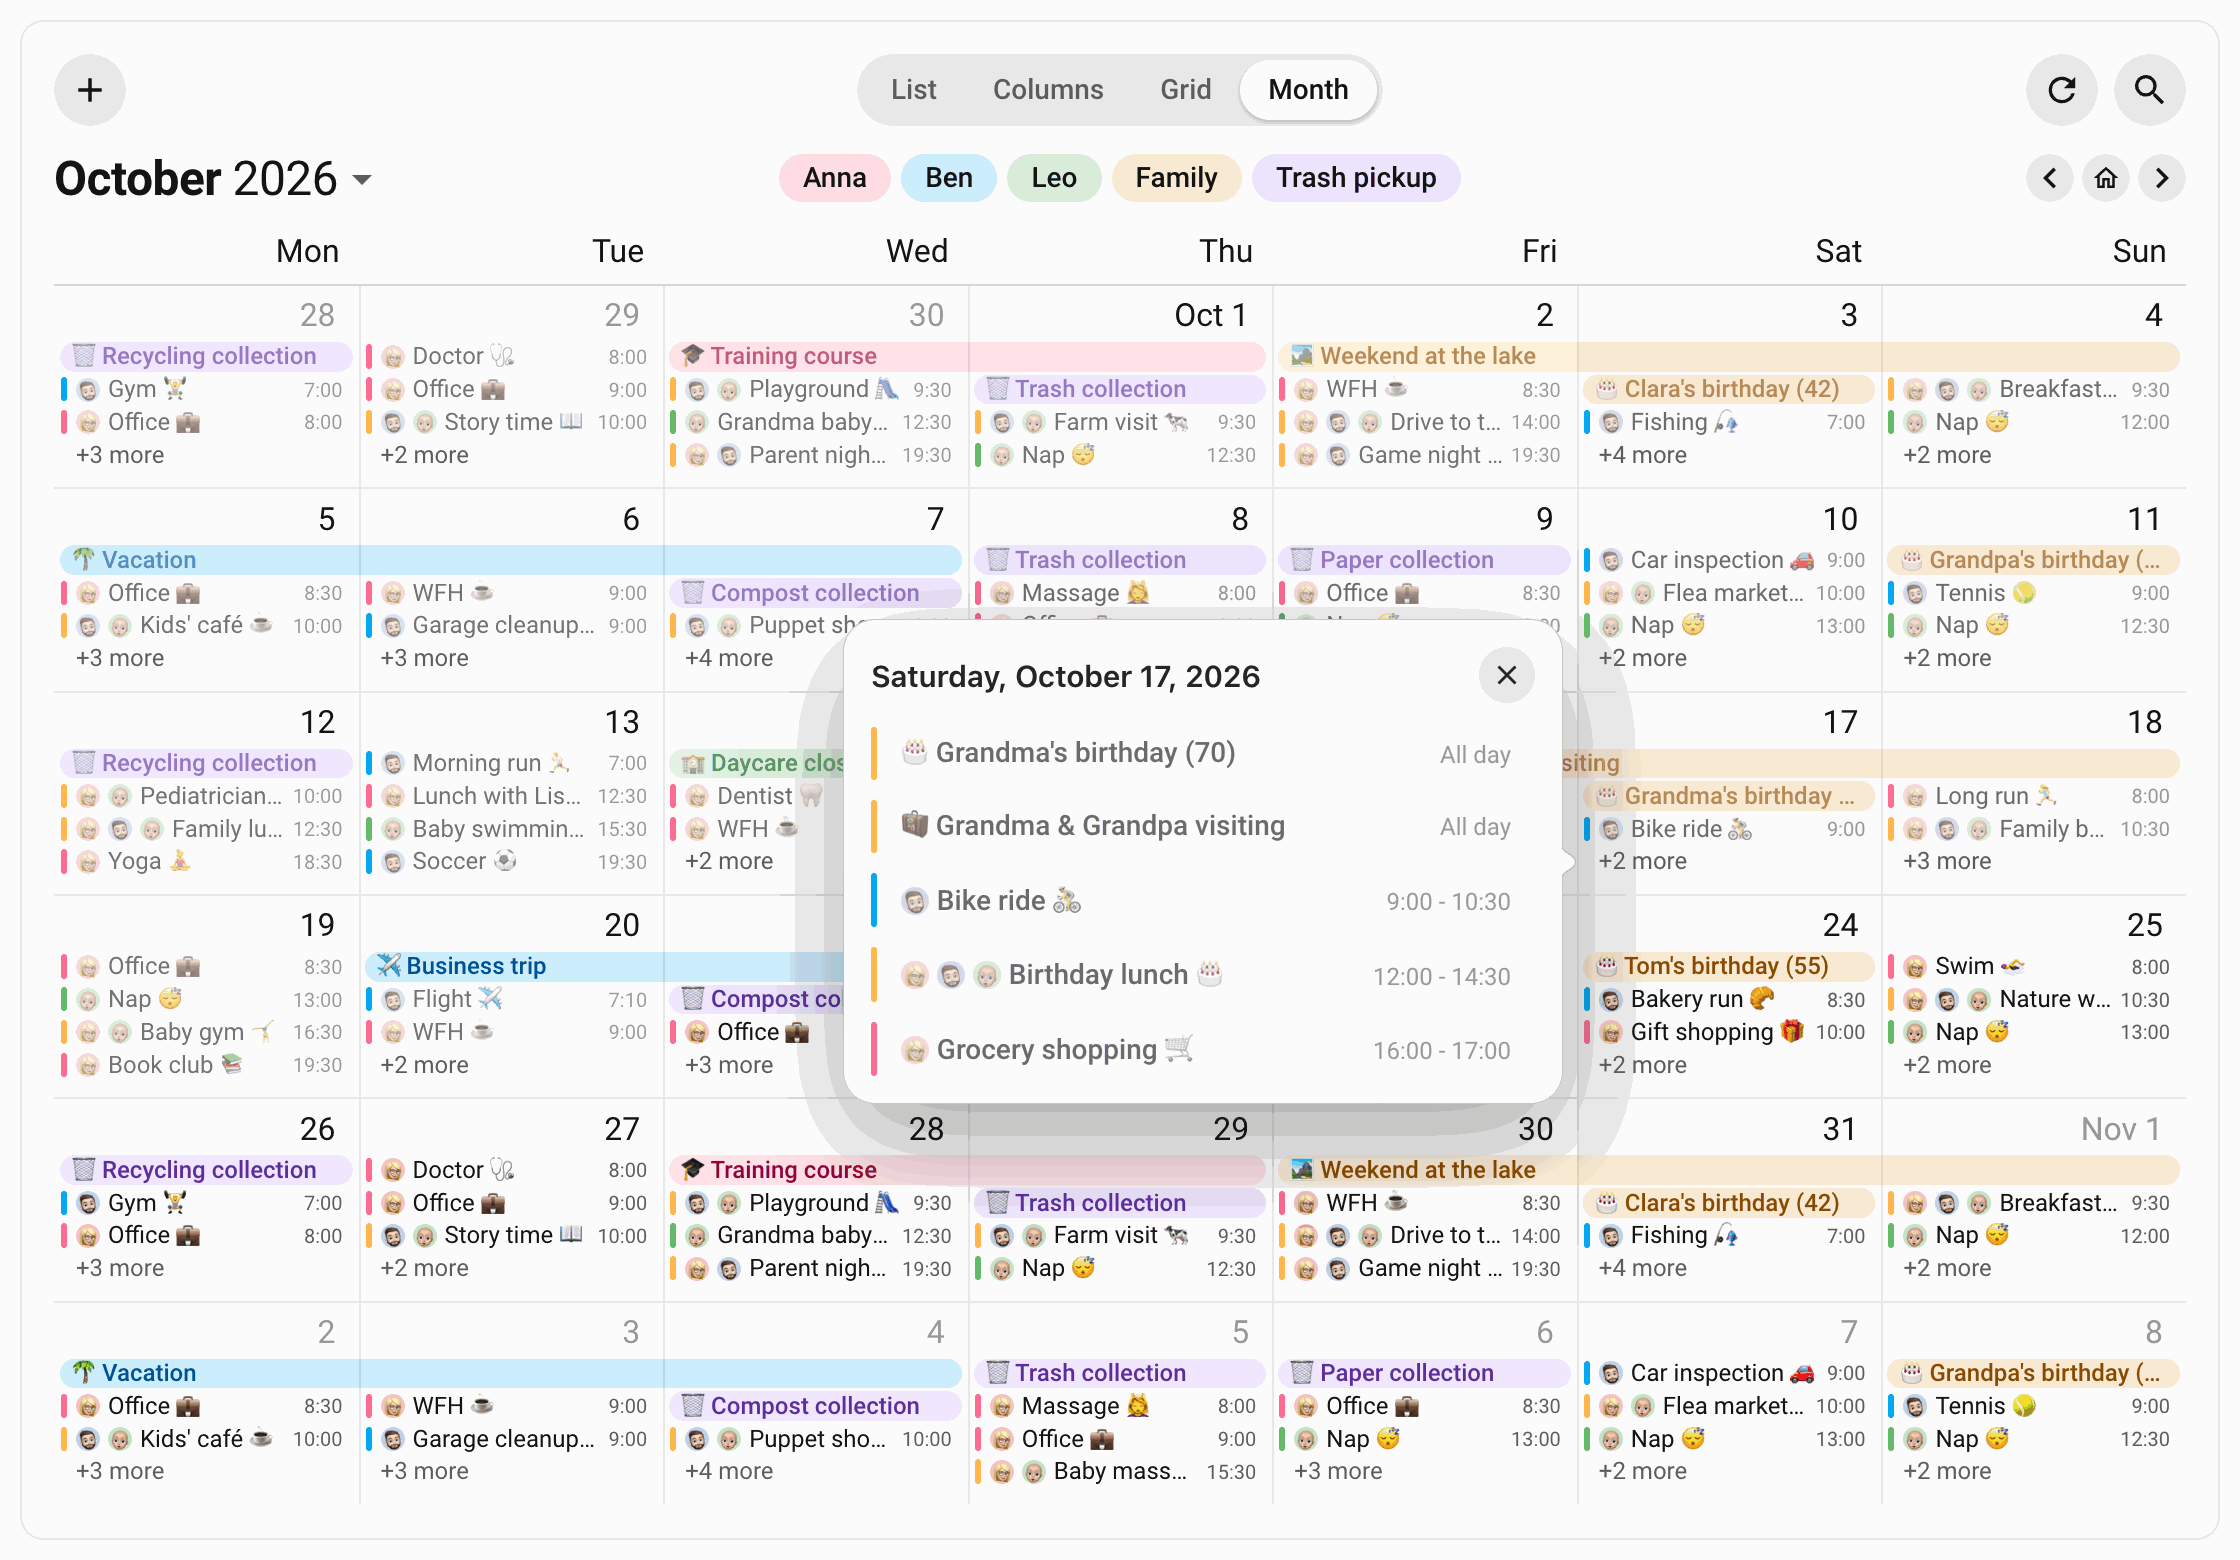 List Columns Grid Month
October 2026
Anna Ben Leo Family Trash pickup
Mon Tue Wed Thu Fri Sat Sun
28 29 30 Oct 1 2 3 4
Recycling collection
Gym 7:00
Office 8:00
+3 more
Doctor 8:00
Office 9:00
Story time 10:00
+2 more
Training course
Playground 9:30
Grandma baby... 12:30
Parent nigh... 19:30
Trash collection
Farm visit 9:30
Nap 12:30
Weekend at the lake
WFH 8:30
Drive to t... 14:00
Game night ... 19:30
Clara's birthday (42)
Fishing 7:00
+4 more
Breakfast... 9:30
Nap 12:00
+2 more
5 6 7 8 9 10 11
Vacation
Office 8:30
Kids' café 10:00
+3 more
WFH 9:00
Garage cleanup... 9:00
+3 more
Compost collection
Puppet sho
+4 more
Trash collection
Massage 8:00
Paper collection
Office 8:30
Car inspection 9:00
Flea market... 10:00
Nap 13:00
+2 more
Grandpa's birthday (...
Tennis 9:00
Nap 12:30
+2 more
12 13 17 18
Recycling collection
Pediatrician... 10:00
Family lu... 12:30
Yoga 18:30
Morning run 7:00
Lunch with Lis... 12:30
Baby swimmin... 15:30
Soccer 19:30
Daycare clos
Dentist
WFH
+2 more
siting
Grandma's birthday ...
Bike ride 9:00
+2 more
Long run 8:00
Family b... 10:30
+3 more
Saturday, October 17, 2026
Grandma's birthday (70) All day
Grandma & Grandpa visiting All day
Bike ride 9:00 - 10:30
Birthday lunch 12:00 - 14:30
Grocery shopping 16:00 - 17:00
19 20 24 25
Office 8:30
Nap 13:00
Baby gym 16:30
Book club 19:30
Business trip
Flight 7:10
WFH 9:00
+2 more
Compost co
Office
+3 more
Tom's birthday (55)
Bakery run 8:30
Gift shopping 10:00
+2 more
Swim 8:00
Nature w... 10:30
Nap 13:00
+2 more
26 27 28 29 30 31 Nov 1
Recycling collection
Gym 7:00
Office 8:00
+3 more
Doctor 8:00
Office 9:00
Story time 10:00
+2 more
Training course
Playground 9:30
Grandma baby... 12:30
Parent nigh... 19:30
Trash collection
Farm visit 9:30
Nap 12:30
Weekend at the lake
WFH 8:30
Drive to t... 14:00
Game night ... 19:30
Clara's birthday (42)
Fishing 7:00
+4 more
Breakfast... 9:30
Nap 12:00
+2 more
2 3 4 5 6 7 8
Vacation
Office 8:30
Kids' café 10:00
+3 more
WFH 9:00
Garage cleanup... 9:00
+3 more
Compost collection
Puppet sho... 10:00
+4 more
Trash collection
Massage 8:00
Office 9:00
Baby mass... 15:30
Paper collection
Office 8:30
Nap 13:00
+3 more
Car inspection 9:00
Flea market... 10:00
Nap 13:00
+2 more
Grandpa's birthday (...
Tennis 9:00
Nap 12:30
+2 more